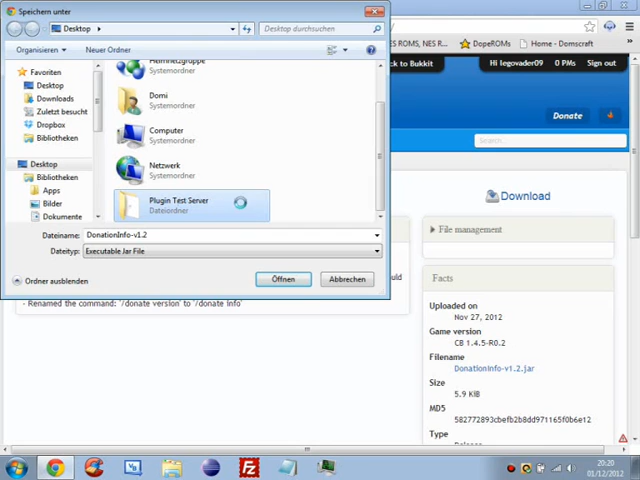 Speichern unter
Desktop
Desktop durchsuchen
Organisieren
Neuer Ordner
Favoriten
Desktop
Downloads
Zuletzt besucht
Dropbox
Bibliotheken
Desktop
Bibliotheken
Apps
Bilder
Dokumente
Heimnetzgruppe
Systemordner
Domi
Systemordner
Computer
Systemordner
Netzwerk
Systemordner
Plugin Test Server
Dateiordner
Dateiname: DonationInfo-v1.2
Dateityp: Executable Jar File
Ordner ausblenden
Öffnen
Abbrechen
- Renamed the command: '/donate version' to '/donate info'
ES ROMS, NES R...
DopeROMs
Home - Domscraft
ck to Bukkit
Hi legovader09
0 PMs
Sign out
Donate
Search...
Download
File management
Facts
Uploaded on
Nov 27, 2012
Game version
CB 1.4.5-R0.2
Filename
DonationInfo-v1.2.jar
Size
5.9 KiB
MD5
582772893cbefb2b8dd971165f0b6e12
Type
20:20
01/12/2012